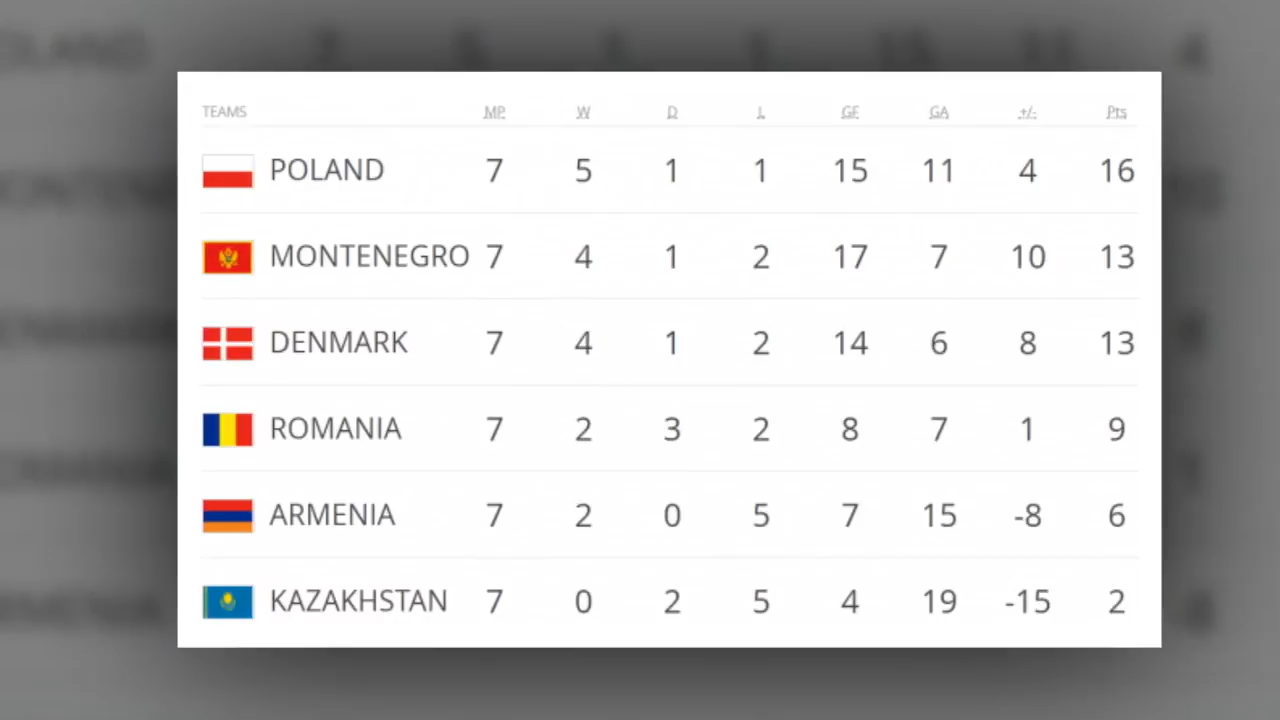 TEAMS MP W D L GF GA +/- Pts
POLAND 7 5 1 1 15 11 4 16
MONTENEGRO 7 4 1 2 17 7 10 13
DENMARK 7 4 1 2 14 6 8 13
ROMANIA 7 2 3 2 8 7 1 9
ARMENIA 7 2 0 5 7 15 -8 6
KAZAKHSTAN 7 0 2 5 4 19 -15 2